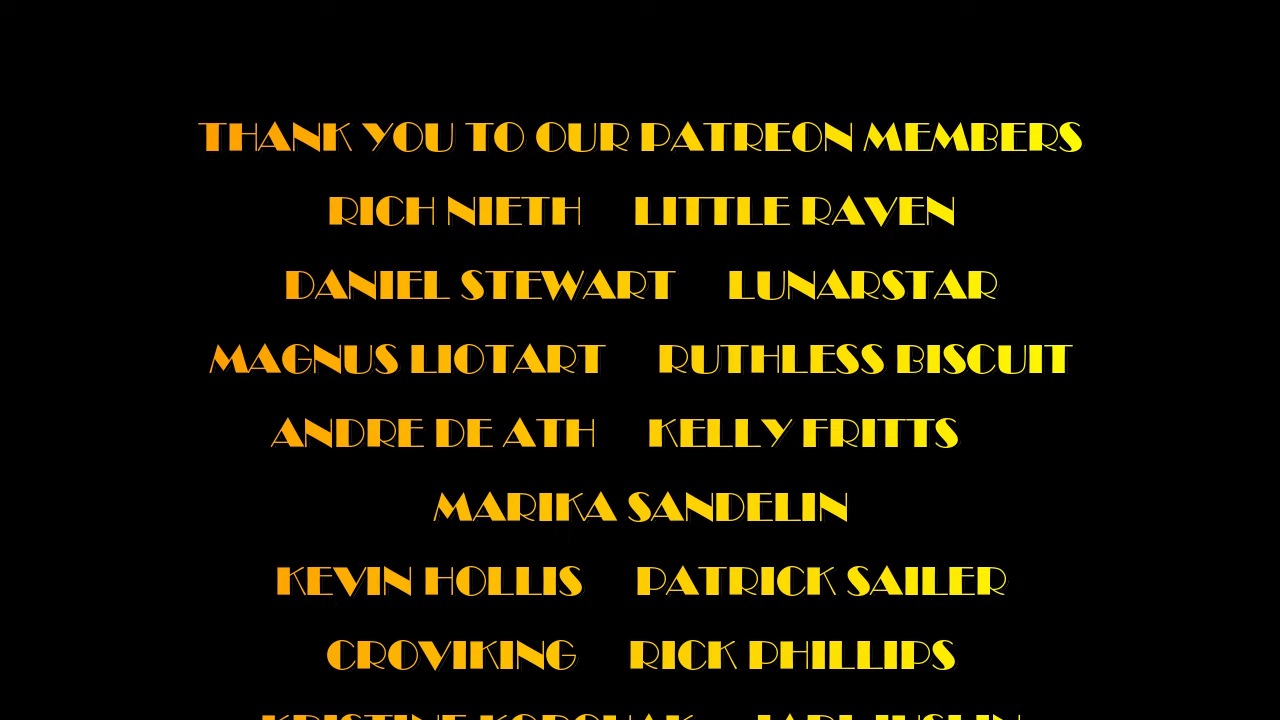 THANK YOU TO OUR PATREON MEMBERS
RICH NIETH LITTLE RAVEN
DANIEL STEWART LUNARSTAR
MAGNUS LIOTART RUTHLESS BISCUIT
ANDRE DE ATH KELLY FRITTS
MARIKA SANDELIN
KEVIN HOLLIS PATRICK SAILER
CROVIKING RICK PHILLIPS
KRISTINE